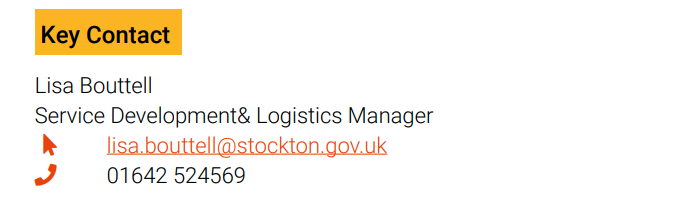 Key Contact
Lisa Bouttell
Service Development& Logistics Manager
lisa.bouttell@stockton.gov.uk
01642 524569